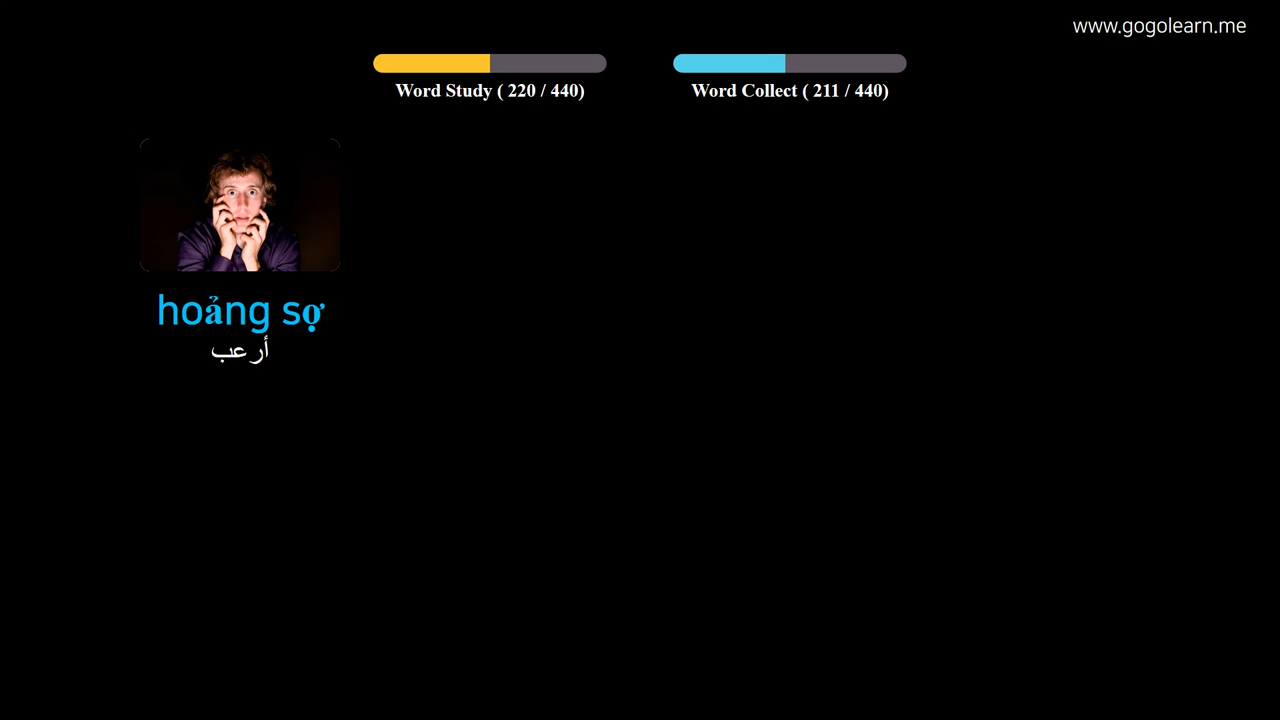 www.gogolearn.me
Word Study ( 220 / 440)
Word Collect ( 211 / 440)
hoảng sợ
أرعب